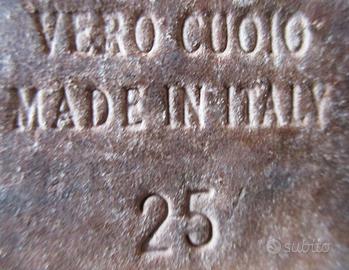 VERO CUOIO
MADE IN ITALY
25
subito